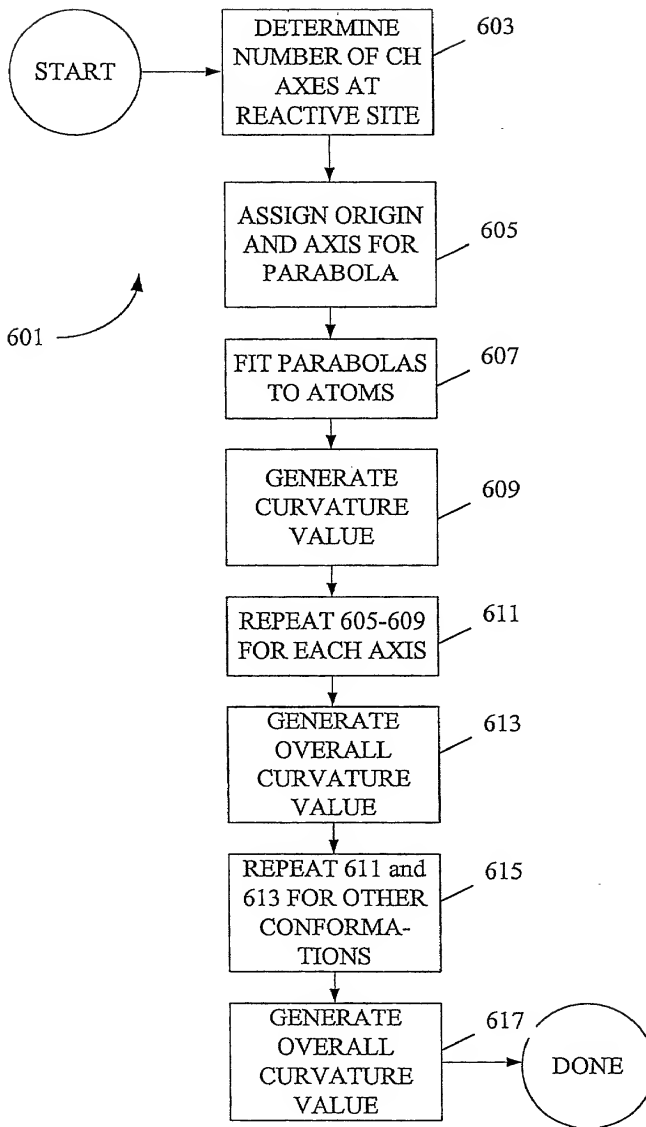 START
DETERMINE
NUMBER OF CH
AXES AT
REACTIVE SITE
603
ASSIGN ORIGIN
AND AXIS FOR
PARABOLA
605
601
FIT PARABOLAS
TO ATOMS
607
GENERATE
CURVATURE
VALUE
609
REPEAT 605-609
FOR EACH AXIS
611
GENERATE
OVERALL
CURVATURE
VALUE
613
REPEAT 611 and
613 FOR OTHER
CONFORMA-
TIONS
615
GENERATE
OVERALL
CURVATURE
VALUE
617
DONE